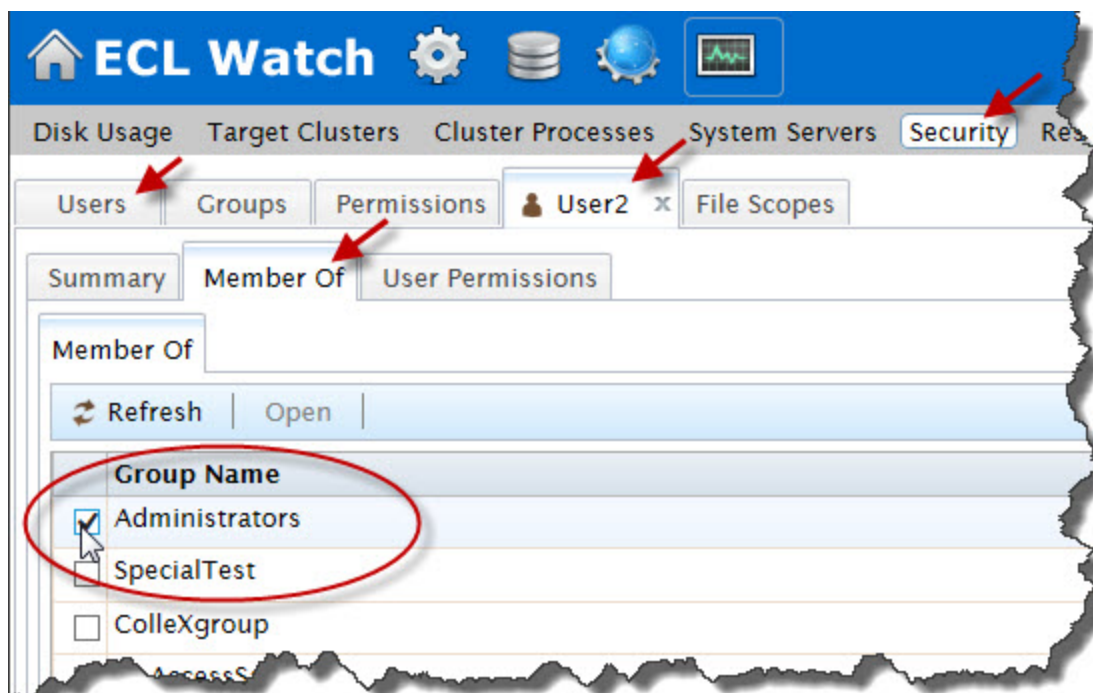 ECL Watch
Disk Usage Target Clusters Cluster Processes System Servers Security
Users Groups Permissions User2 x File Scopes
Summary Member Of User Permissions
Member Of
Refresh Open
Group Name
Administrators
SpecialTest
ColleXgroup